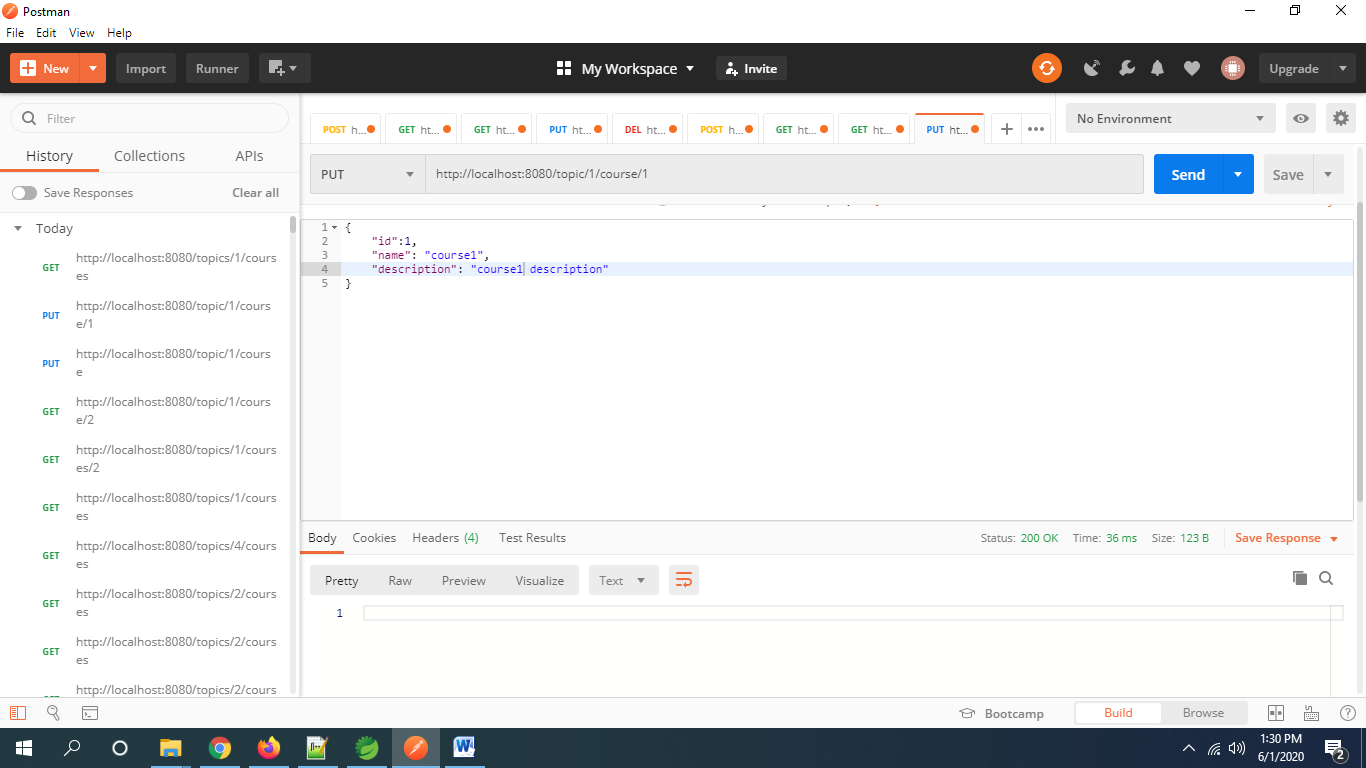 Postman
File Edit View Help
New Import Runner My Workspace Invite Upgrade
Filter
History Collections APIs
Save Responses Clear all
Today
GET http://localhost:8080/topics/1/cours
es
PUT http://localhost:8080/topic/1/cours
e/1
PUT http://localhost:8080/topic/1/cours
e
GET http://localhost:8080/topic/1/cours
e/2
GET http://localhost:8080/topics/1/cours
es/2
GET http://localhost:8080/topics/1/cours
es
GET http://localhost:8080/topics/4/cours
es
GET http://localhost:8080/topics/2/cours
es
GET http://localhost:8080/topics/2/cours
es
http://localhost:8080/topics/2/cours
POST h... GET ht... GET ht... PUT ht... DEL ht... POST h... GET ht... GET ht... PUT ht... + •••
No Environment
PUT http://localhost:8080/topic/1/course/1 Send Save
1 {
2 "id":1,
3 "name": "course1",
4 "description": "course1 description"
5 }
Body Cookies Headers (4) Test Results Status: 200 OK Time: 36 ms Size: 123 B Save Response
Pretty Raw Preview Visualize Text
1
Bootcamp Build Browse
1:30 PM
6/1/2020
2